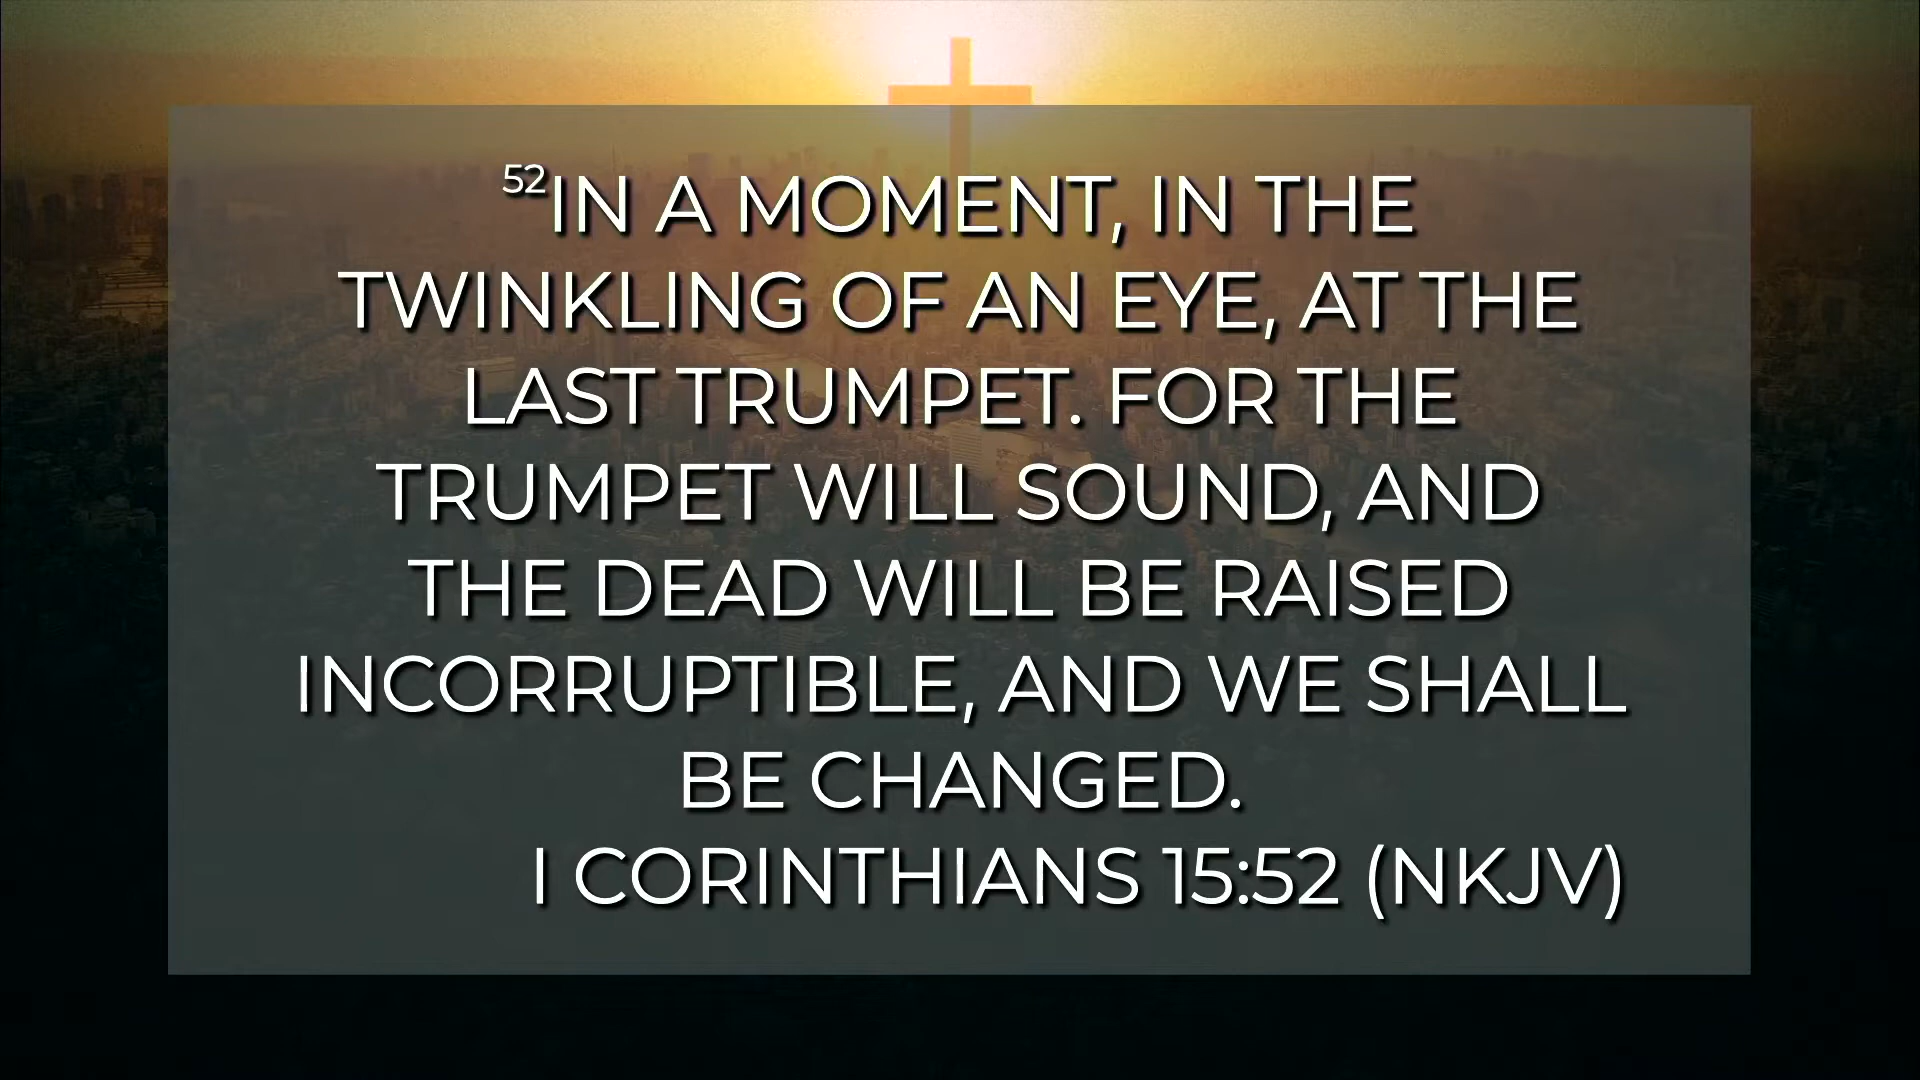 52IN A MOMENT, IN THE
TWINKLING OF AN EYE, AT THE
LAST TRUMPET. FOR THE
TRUMPET WILL SOUND, AND
THE DEAD WILL BE RAISED
INCORRUPTIBLE, AND WE SHALL
BE CHANGED.
I CORINTHIANS 15:52 (NKJV)